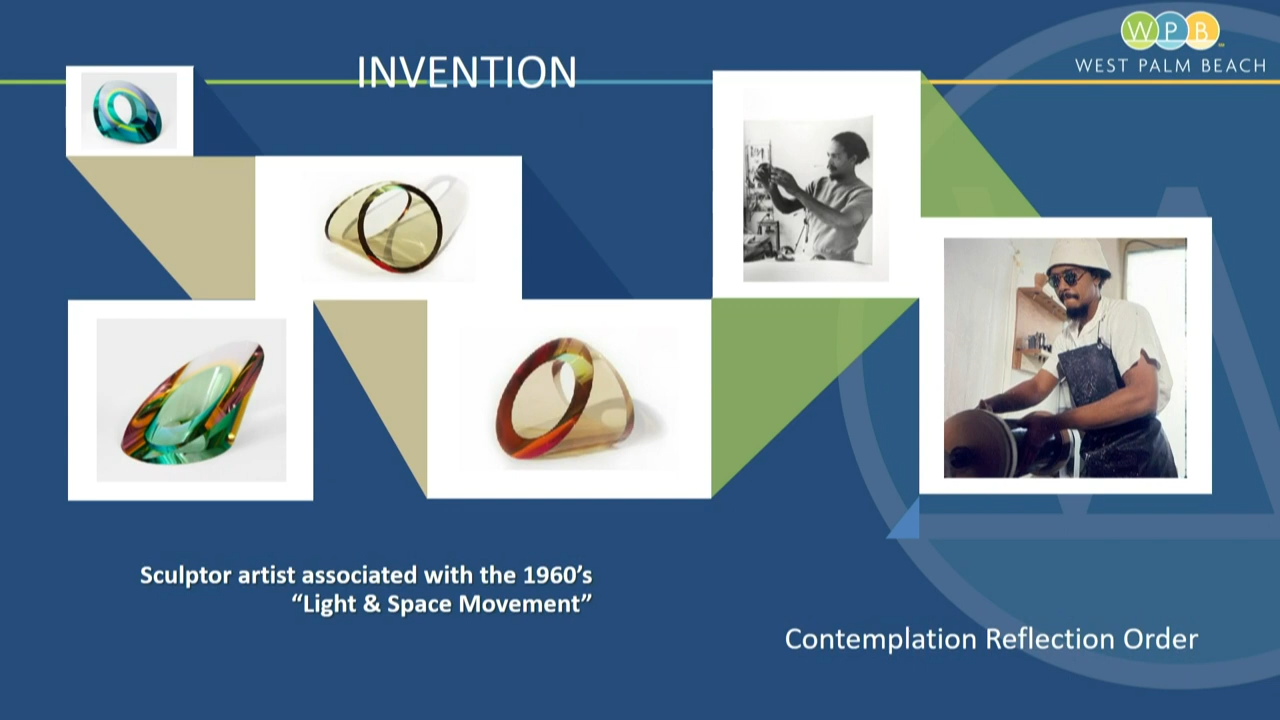 INVENTION
WPB
WEST PALM BEACH
Sculptor artist associated with the 1960’s
“Light & Space Movement”
Contemplation Reflection Order